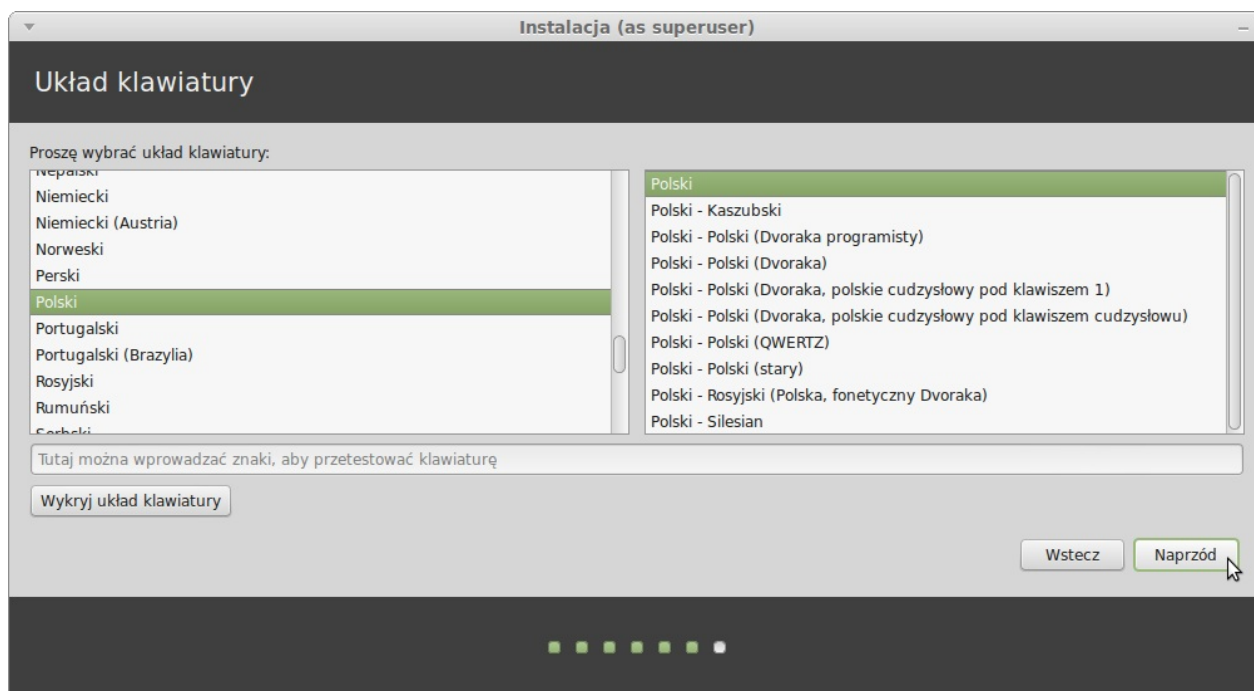 Instalacja (as superuser)
Układ klawiatury
Proszę wybrać układ klawiatury:
Nepalski
Niemiecki
Niemiecki (Austria)
Norweski
Perski
Polski
Portugalski
Portugalski (Brazylia)
Rosyjski
Rumuński
Serbski
Polski
Polski - Kaszubski
Polski - Polski (Dvoraka programisty)
Polski - Polski (Dvoraka)
Polski - Polski (Dvoraka, polskie cudzysłowy pod klawiszem 1)
Polski - Polski (Dvoraka, polskie cudzysłowy pod klawiszem cudzysłowu)
Polski - Polski (QWERTZ)
Polski - Polski (stary)
Polski - Rosyjski (Polska, fonetyczny Dvoraka)
Polski - Silesian
Tutaj można wprowadzać znaki, aby przetestować klawiaturę
Wykryj układ klawiatury
Wstecz
Naprzód